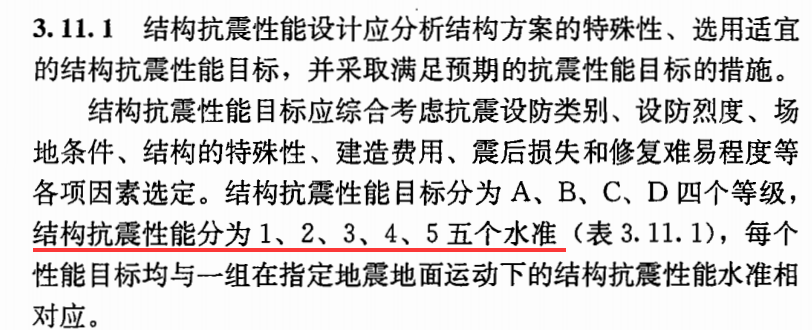 3.11.1 结构抗震性能设计应分析结构方案的特殊性、选用适宜
的结构抗震性能目标，并采取满足预期的抗震性能目标的措施。
结构抗震性能目标应综合考虑抗震设防类别、设防烈度、场
地条件、结构的特殊性、建造费用、震后损失和修复难易程度等
各项因素选定。结构抗震性能目标分为 A、B、C、D 四个等级，
结构抗震性能分为 1、2、3、4、5 五个水准（表 3.11.1），每个
性能目标均与一组在指定地震地面运动下的结构抗震性能水准相
对应。